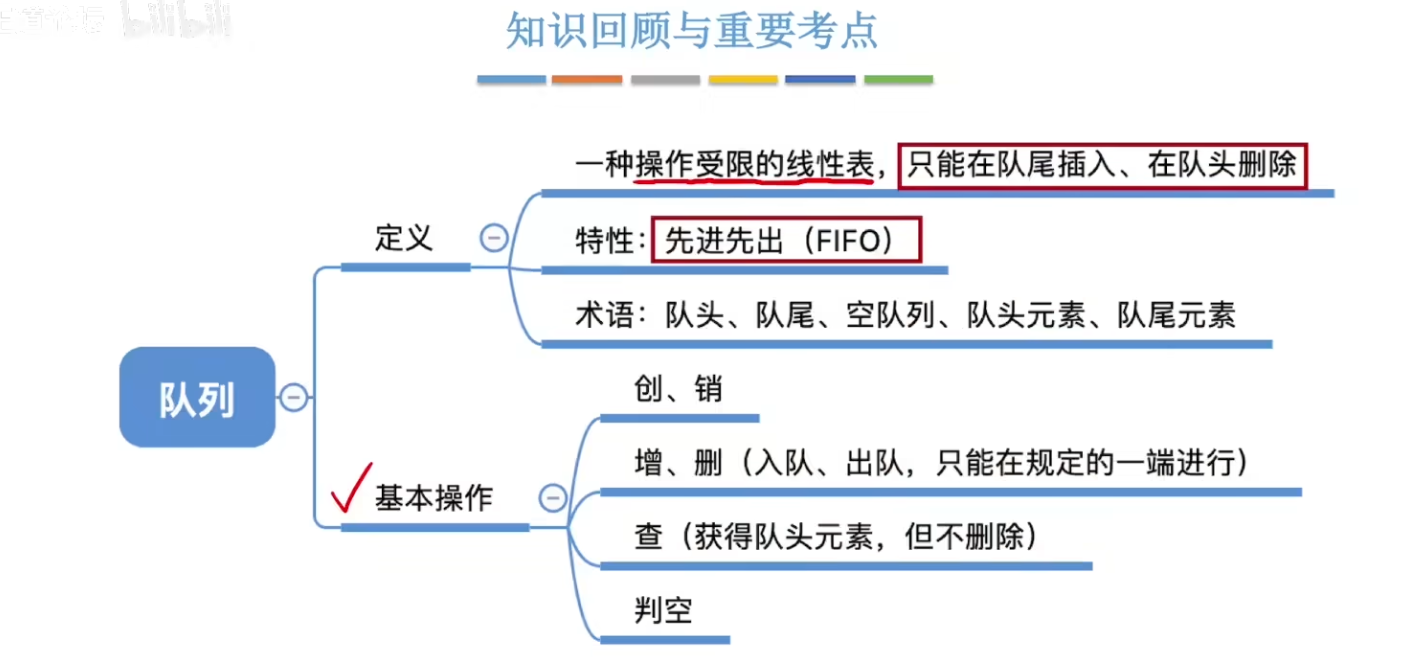 bilibili
知识回顾与重要考点
一种操作受限的线性表，只能在队尾插入、在队头删除
定义
特性：先进先出（FIFO）
术语：队头、队尾、空队列、队头元素、队尾元素
队列
创、销
增、删（入队、出队，只能在规定的一端进行）
基本操作
查（获得队头元素，但不删除）
判空